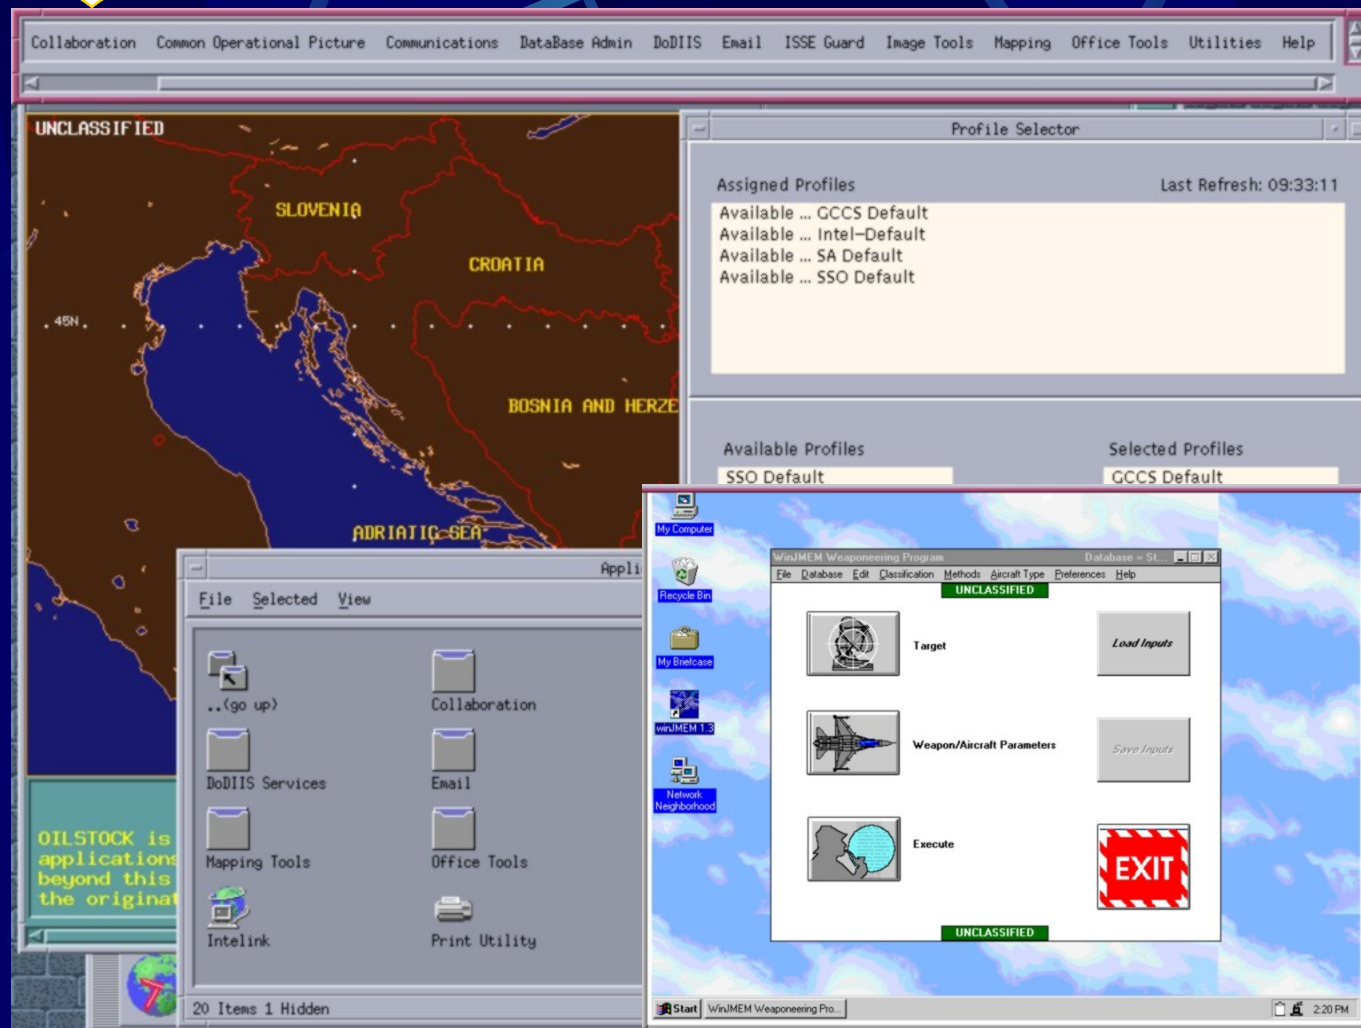 Collaboration Common Operational Picture Communications DataBase Admin DoDIIS Email ISSE Guard Image Tools Mapping Office Tools Utilities Help
UNCLASSIFIED
SLOVENIA
CROATIA
45N
BOSNIA AND HERZE
ADRIATIC SEA
Profile Selector
Assigned Profiles Last Refresh: 09:33:11
Available ... GCCS Default
Available ... Intel-Default
Available ... SA Default
Available ... SSO Default
Available Profiles Selected Profiles
SSO Default GCCS Default
OILSTOCK is
applications
beyond this
the originat
Appli
File Selected View
..(go up) Collaboration
DoDIIS Services Email
Mapping Tools Office Tools
Intelink Print Utility
20 Items 1 Hidden
My Computer
Recycle Bin
My Briefcase
winJMEM 1.3
Network
Neighborhood
WinJMEM Weaponeering Program Database = St...
File Database Edit Classification Methods Aircraft Type Preferences Help
UNCLASSIFIED
Target Load Inputs
Weapon/Aircraft Parameters Save Inputs
Execute EXIT
UNCLASSIFIED
Start WinJMEM Weaponeering Pro... 2:20 PM